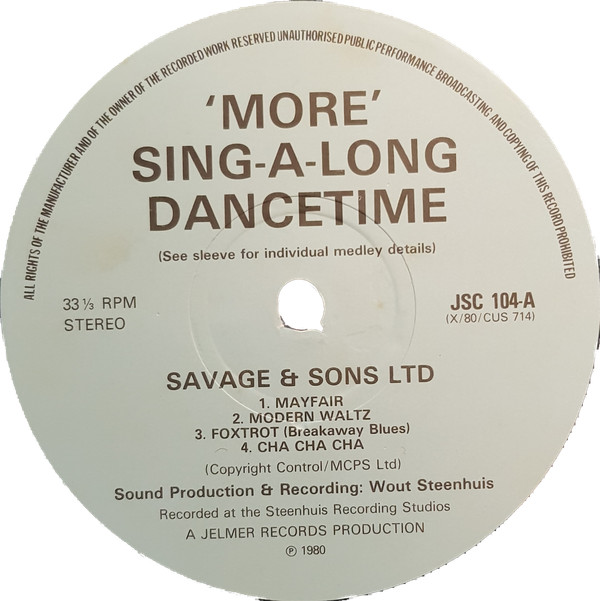 ALL RIGHTS OF THE MANUFACTURER AND OF THE OWNER OF THE RECORDED WORK RESERVED UNAUTHORISED PUBLIC PERFORMANCE BROADCASTING AND COPYING OF THIS RECORD PROHIBITED
‘MORE’
SING-A-LONG
DANCETIME
(See sleeve for individual medley details)
33 ⅓ RPM
STEREO
JSC 104-A
(X/80/CUS 714)
SAVAGE & SONS LTD
1. MAYFAIR
2. MODERN WALTZ
3. FOXTROT (Breakaway Blues)
4. CHA CHA CHA
(Copyright Control/MCPS Ltd)
Sound Production & Recording: Wout Steenhuis
Recorded at the Steenhuis Recording Studios
A JELMER RECORDS PRODUCTION
℗ 1980